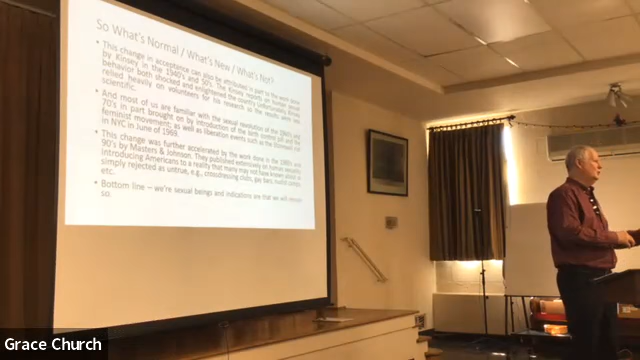 So What's Normal / What's New / What's Not?
• This change in acceptance can also be attributed in part to the work done
by Kinsey in the 1940's and 50's. The Kinsey reports on human sexual
behavior both shocked and enlightened the country. Unfortunately, Kinsey
relied heavily on volunteers for his research so the results were not
scientific.
• And most of us are familiar with the sexual revolution of the 1960's and
70's in part brought on by introduction of the birth control pill and the
feminist movement; as well as liberation events such as the Stonewall riot
in NYC in June of 1969.
• This change was further accelerated by the work done in the 1980's and
90's by Masters & Johnson. They published extensively on human sexuality
introducing Americans to a reality that many may not have known about or
simply rejected as untrue, e.g., crossdressing clubs, gay bars, nudist camps,
etc.
• Bottom line – we're sexual beings and indications are that we will remain
so.
Grace Church